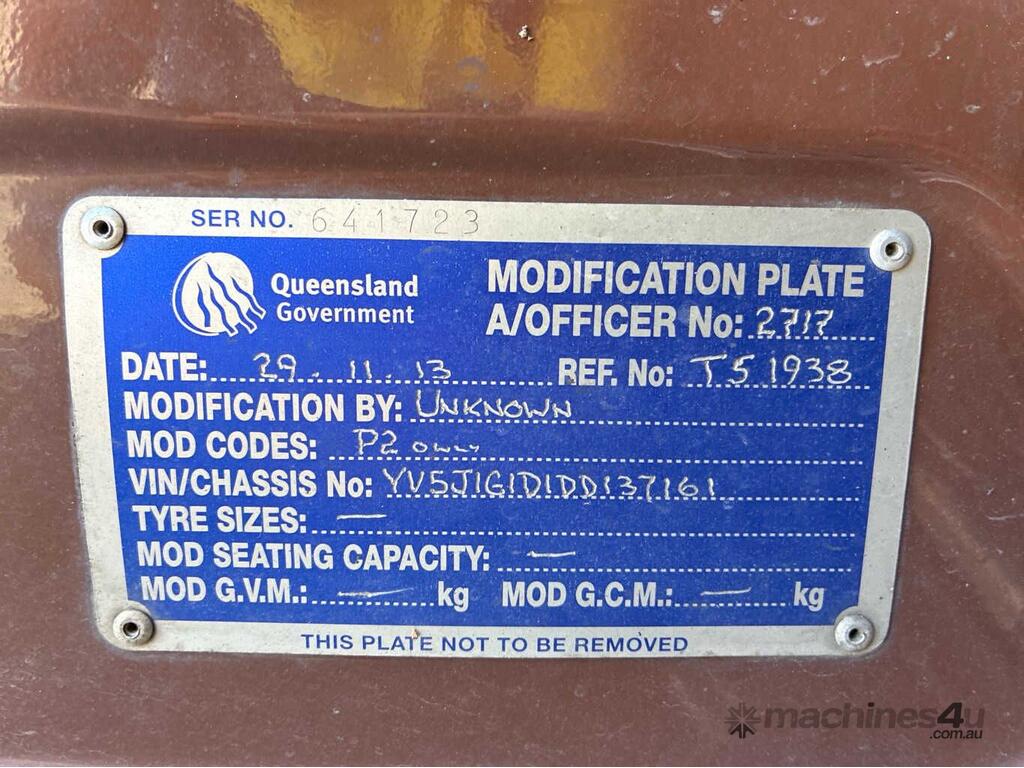 SER NO. 641723
Queensland Government
MODIFICATION PLATE
A/OFFICER No: 2717
DATE: 29.11.13 REF. No: T51938
MODIFICATION BY: UNKNOWN
MOD CODES: P2 only
VIN/CHASSIS No: YV5J1G1D1DD137161
TYRE SIZES: —
MOD SEATING CAPACITY: —
MOD G.V.M.: — kg MOD G.C.M.: — kg
THIS PLATE NOT TO BE REMOVED
machines4u
.com.au